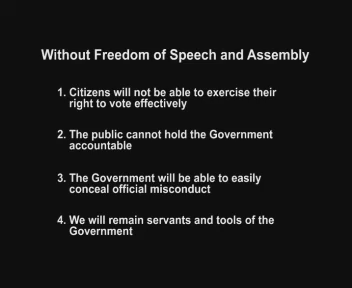 Without Freedom of Speech and Assembly
1. Citizens will not be able to exercise their
right to vote effectively
2. The public cannot hold the Government
accountable
3. The Government will be able to easily
conceal official misconduct
4. We will remain servants and tools of the
Government